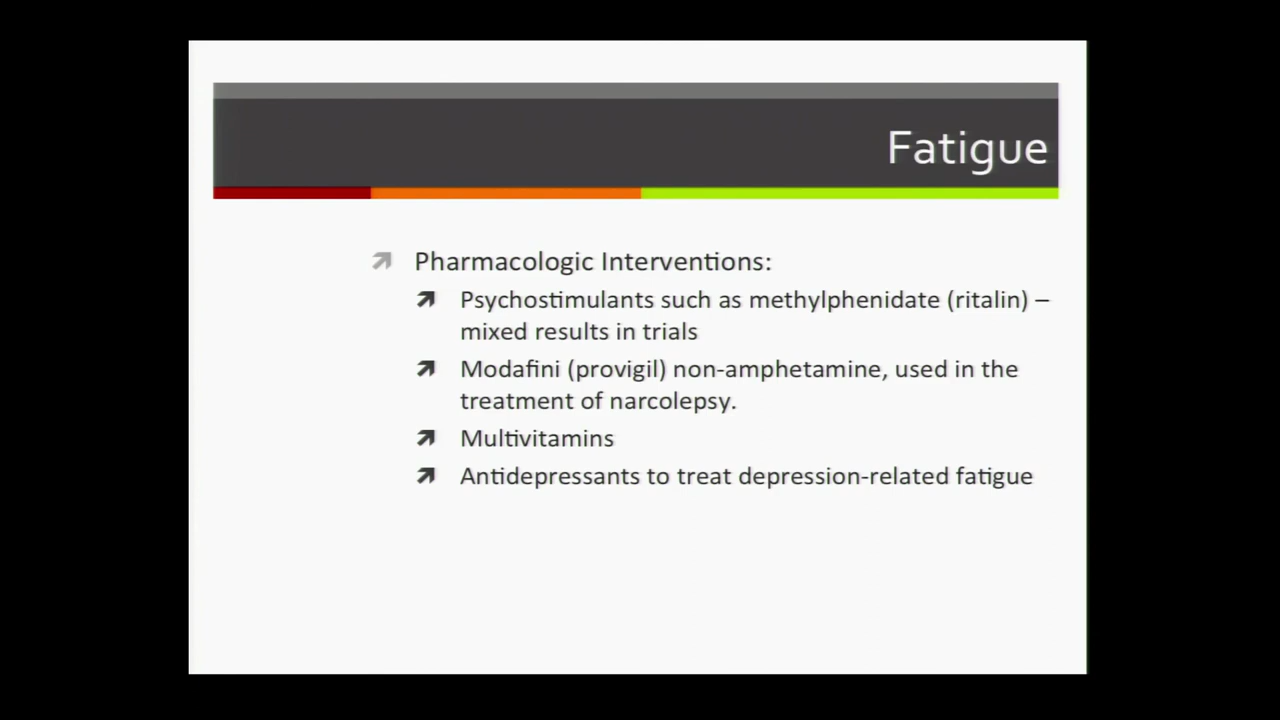 Fatigue
Pharmacologic Interventions:
Psychostimulants such as methylphenidate (ritalin) –
mixed results in trials
Modafini (provigil) non-amphetamine, used in the
treatment of narcolepsy.
Multivitamins
Antidepressants to treat depression-related fatigue